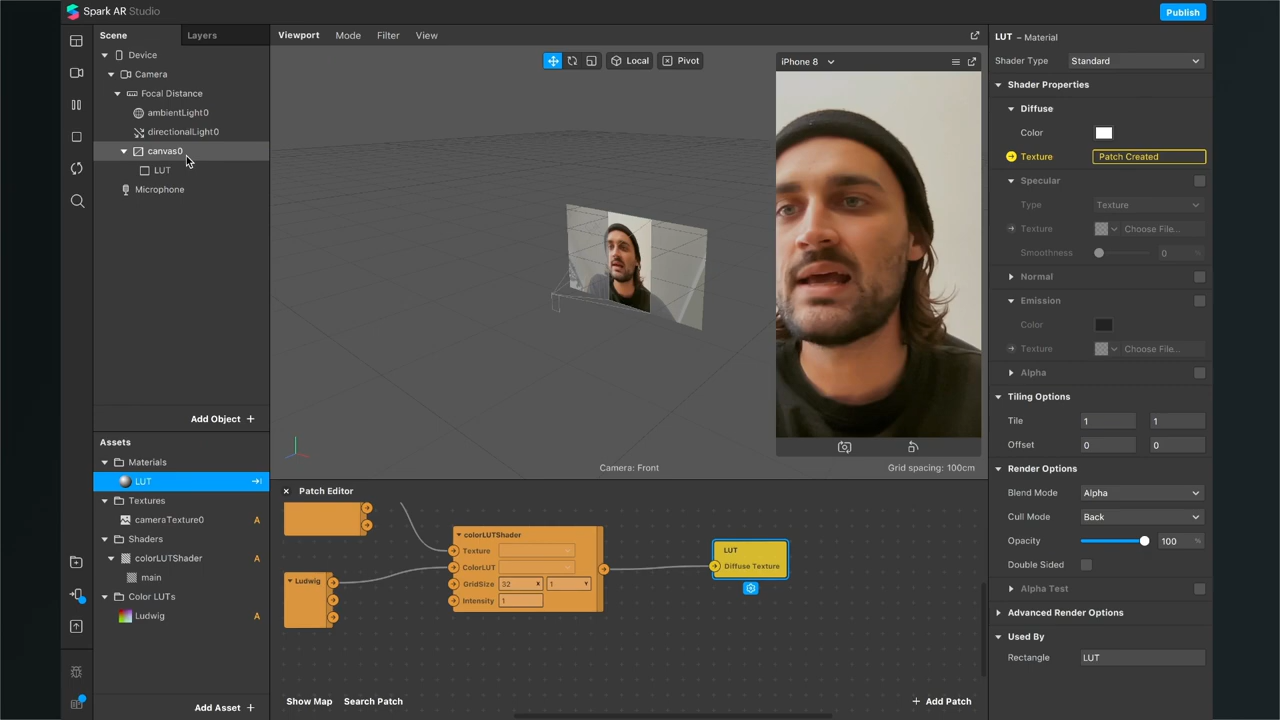 Spark AR Studio
Publish
Scene
Layers
Device
Camera
Focal Distance
ambientLight0
directionalLight0
canvas0
LUT
Microphone
Add Object +
Assets
Materials
LUT
Textures
cameraTexture0 A
Shaders
colorLUTShader A
main
Color LUTs
Ludwig A
Add Asset +
Viewport Mode Filter View
Local
Pivot
iPhone 8
Camera: Front
Grid spacing: 100cm
Patch Editor
Ludwig
colorLUTShader
Texture
ColorLUT
GridSize 32 X 1 Y
Intensity 1
LUT
Diffuse Texture
Show Map
Search Patch
+ Add Patch
LUT – Material
Shader Type Standard
Shader Properties
Diffuse
Color
Texture Patch Created
Specular
Type Texture
Texture Choose File...
Smoothness 0 %
Normal
Emission
Color
Texture Choose File...
Alpha
Tiling Options
Tile 1 1
Offset 0 0
Render Options
Blend Mode Alpha
Cull Mode Back
Opacity 100 %
Double Sided
Alpha Test
Advanced Render Options
Used By
Rectangle LUT